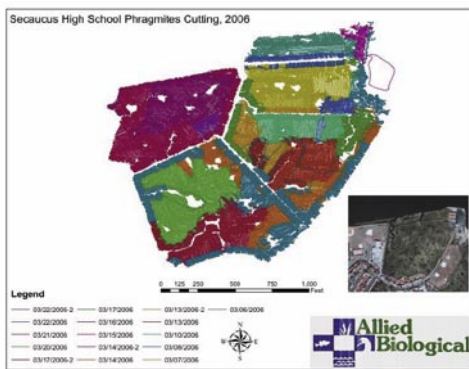 Secaucus High School Phragmites Cutting, 2006
0 125 250 500 750 1,000
Feet
Legend
03/22/2006-2 03/17/2006 03/13/2006-2 03/06/2006
03/22/2006 03/16/2006 03/13/2006
03/21/2006 03/15/2006 03/10/2006
03/20/2006 03/14/2006-2 03/09/2006
03/17/2006-2 03/14/2006 03/07/2006
N
W E
S
Allied
Biological